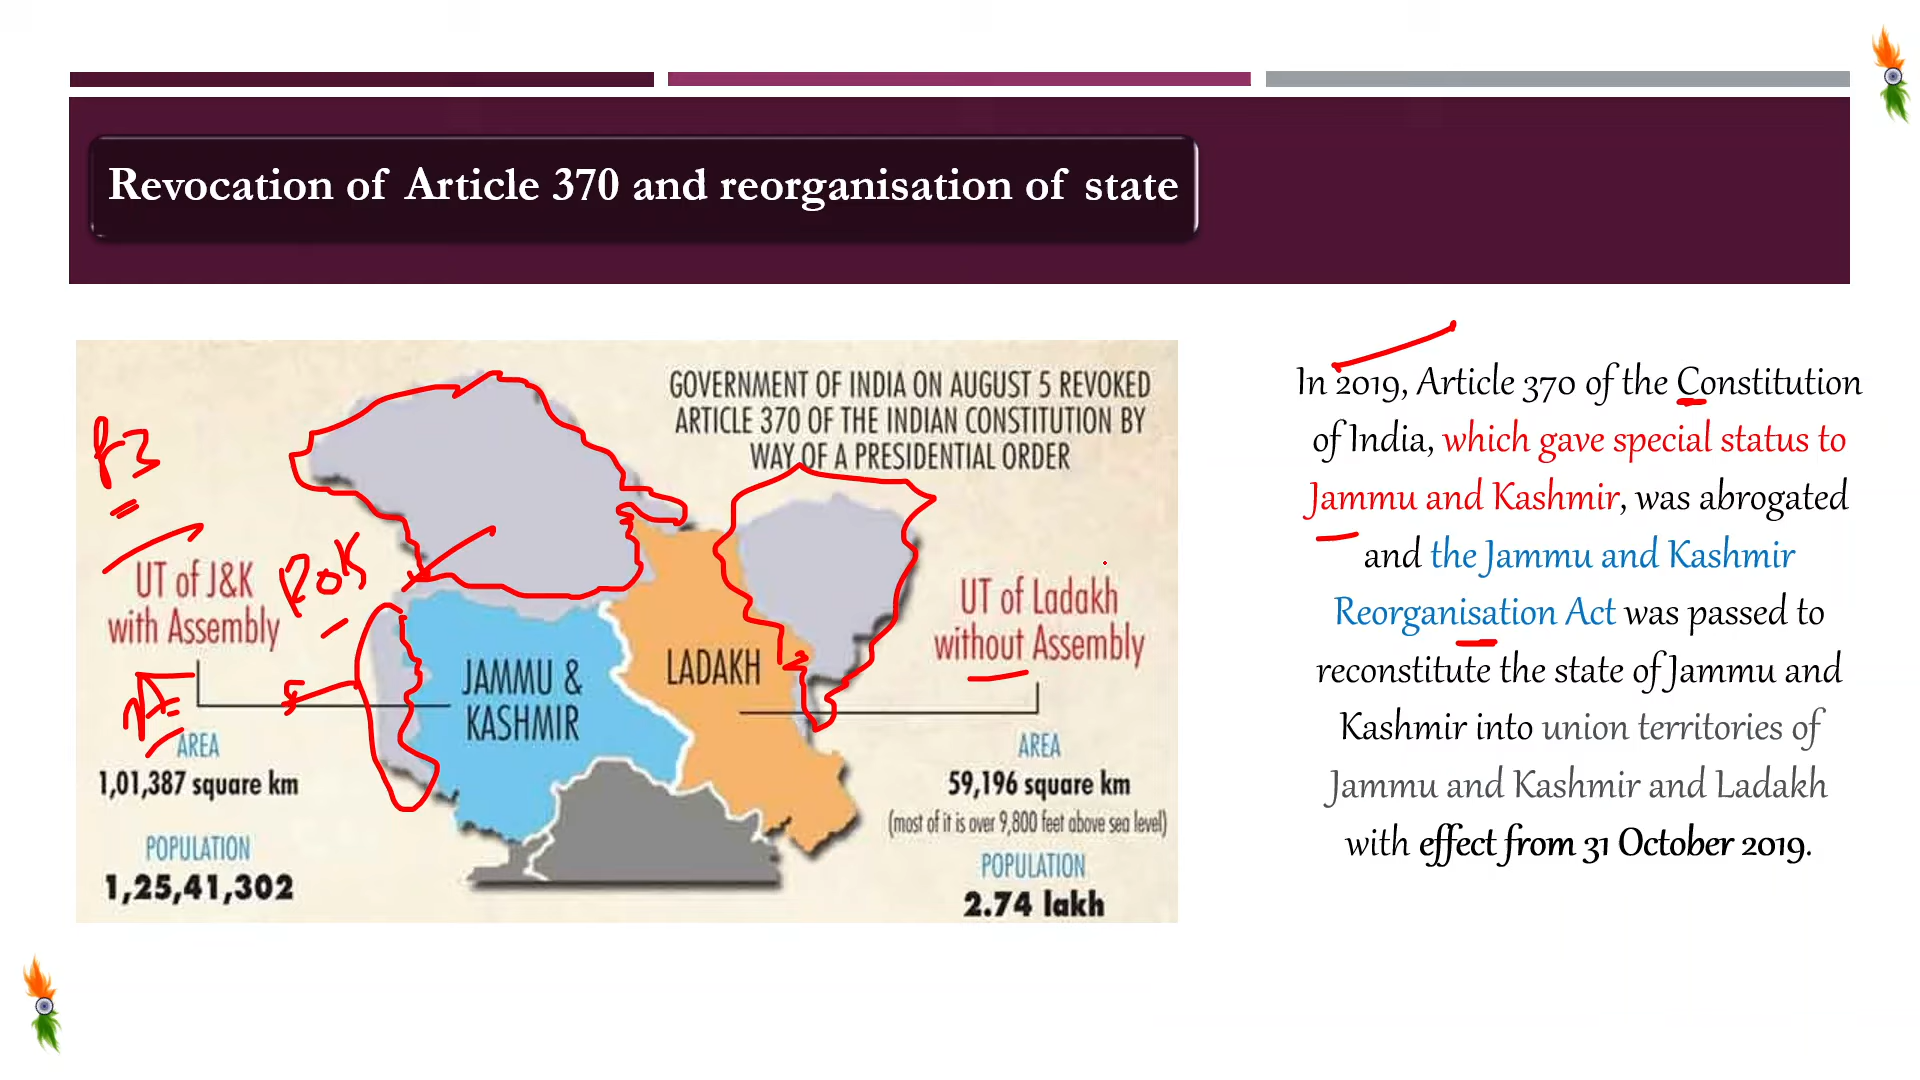 Revocation of Article 370 and reorganisation of state
GOVERNMENT OF INDIA ON AUGUST 5 REVOKED
ARTICLE 370 OF THE INDIAN CONSTITUTION BY
WAY OF A PRESIDENTIAL ORDER
POK
UT of J&K
with Assembly
AREA
1,01,387 square km
POPULATION
1,25,41,302
JAMMU &
KASHMIR
LADAKH
UT of Ladakh
without Assembly
AREA
59,196 square km
(most of it is over 9,800 feet above sea level)
POPULATION
2.74 lakh
In 2019, Article 370 of the Constitution
of India, which gave special status to
Jammu and Kashmir, was abrogated
and the Jammu and Kashmir
Reorganisation Act was passed to
reconstitute the state of Jammu and
Kashmir into union territories of
Jammu and Kashmir and Ladakh
with effect from 31 October 2019.